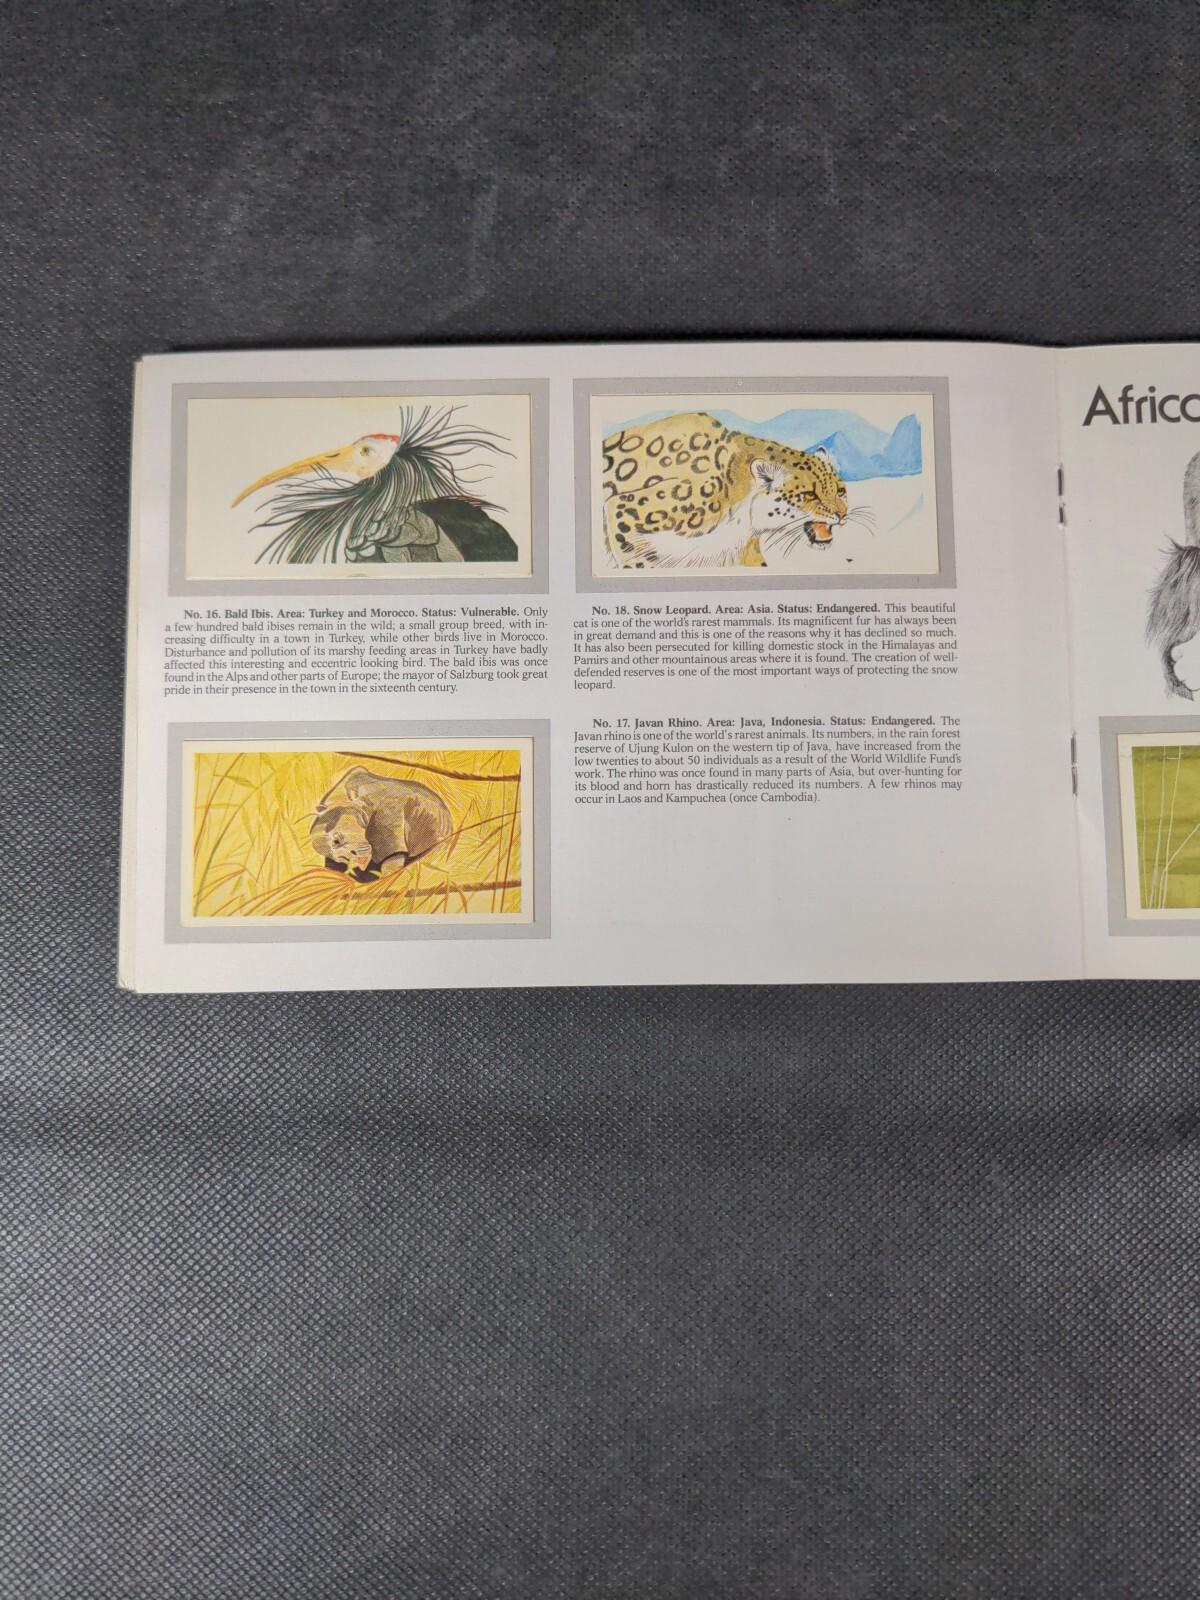 No. 16. Bald Ibis. Area: Turkey and Morocco. Status: Vulnerable. Only
a few hundred bald ibises remain in the wild; a small group breed, with in-
creasing difficulty in a town in Turkey, while other birds live in Morocco.
Disturbance and pollution of its marshy feeding areas in Turkey have badly
affected this interesting and eccentric looking bird. The bald ibis was once
found in the Alps and other parts of Europe; the mayor of Salzburg took great
pride in their presence in the town in the sixteenth century.
No. 18. Snow Leopard. Area: Asia. Status: Endangered. This beautiful
cat is one of the world's rarest mammals. Its magnificent fur has always been
in great demand and this is one of the reasons why it has declined so much.
It has also been persecuted for killing domestic stock in the Himalayas and
Pamirs and other mountainous areas where it is found. The creation of well-
defended reserves is one of the most important ways of protecting the snow
leopard.
No. 17. Javan Rhino. Area: Java, Indonesia. Status: Endangered. The
Javan rhino is one of the world's rarest animals. Its numbers, in the rain forest
reserve of Ujung Kulon on the western tip of Java, have increased from the
low twenties to about 50 individuals as a result of the World Wildlife Fund's
work. The rhino was once found in many parts of Asia, but over-hunting for
its blood and horn has drastically reduced its numbers. A few rhinos may
occur in Laos and Kampuchea (once Cambodia).
Africa